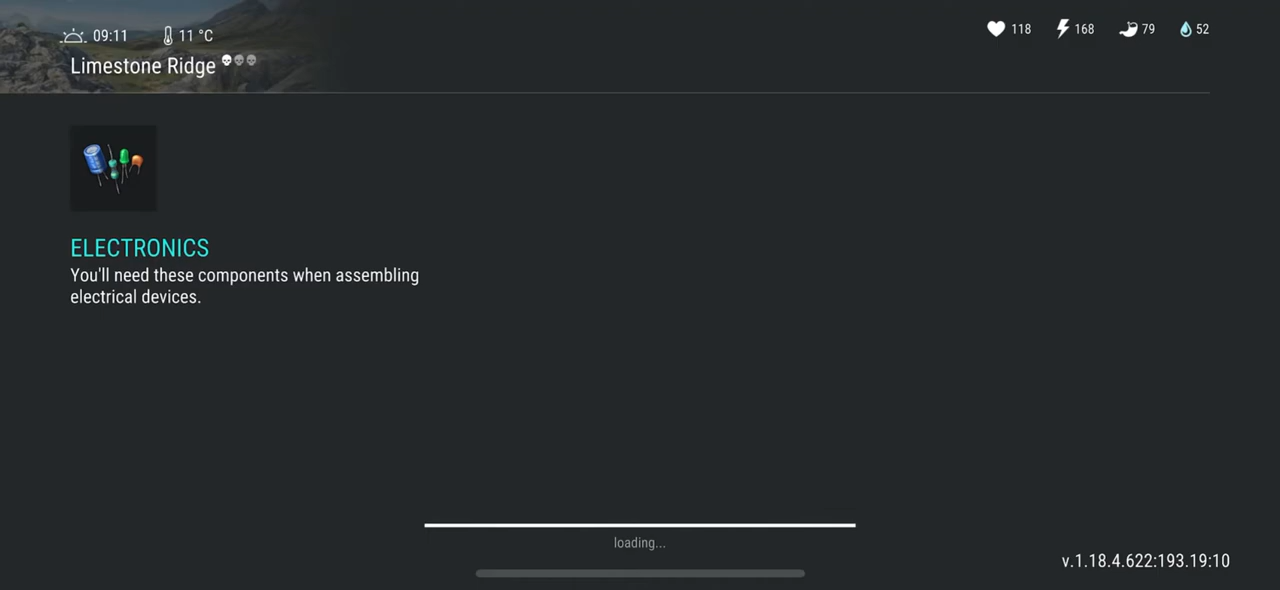 09:11 11 °C
Limestone Ridge
118 168 79 52
ELECTRONICS
You'll need these components when assembling
electrical devices.
loading...
v.1.18.4.622:193.19:10